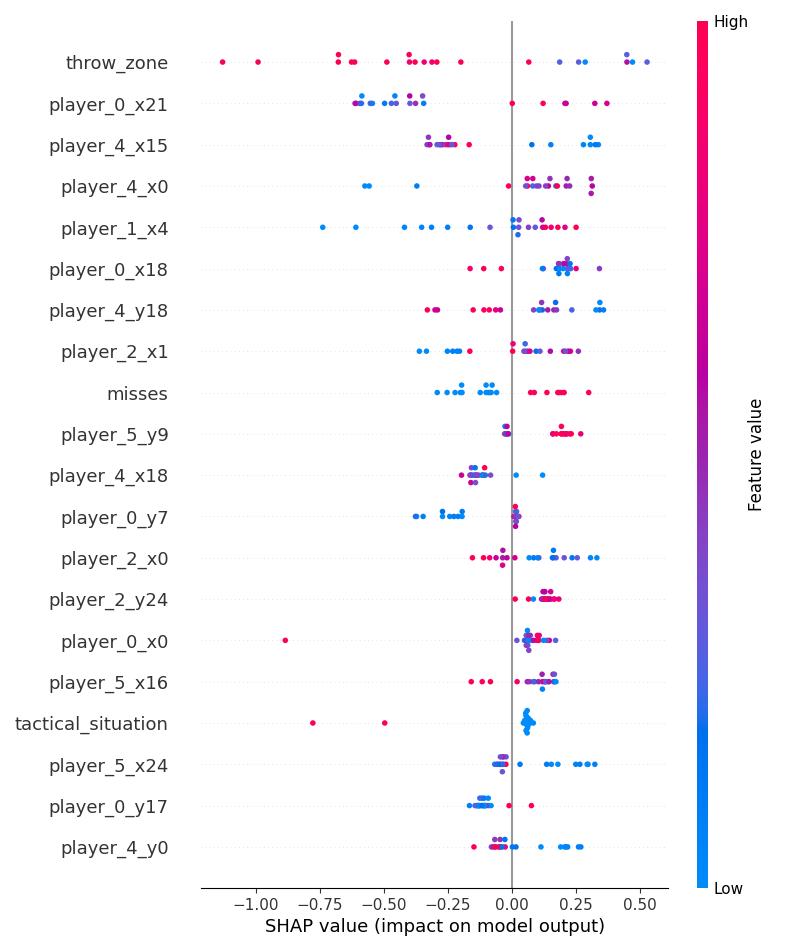 High
throw_zone
player_0_x21
player_4_x15
player_4_x0
player_1_x4
player_0_x18
player_4_y18
player_2_x1
misses
player_5_y9
player_4_x18
player_0_y7
player_2_x0
player_2_y24
player_0_x0
player_5_x16
tactical_situation
player_5_x24
player_0_y17
player_4_y0
Feature value
Low
−1.00 −0.75 −0.50 −0.25 0.00 0.25 0.50
SHAP value (impact on model output)